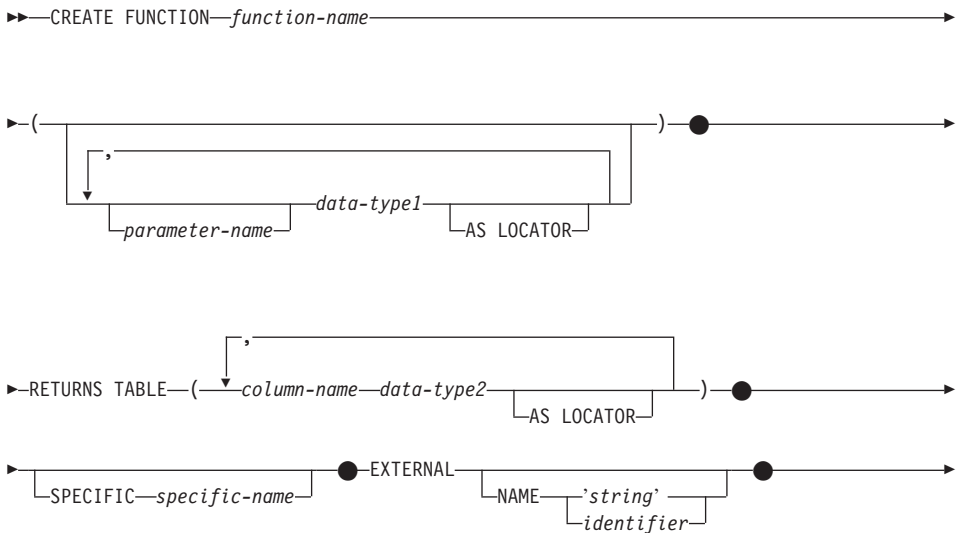 CREATE FUNCTION function-name
( )
,
parameter-name data-type1 AS LOCATOR
RETURNS TABLE ( , column-name data-type2 AS LOCATOR )
SPECIFIC specific-name EXTERNAL NAME 'string'
identifier